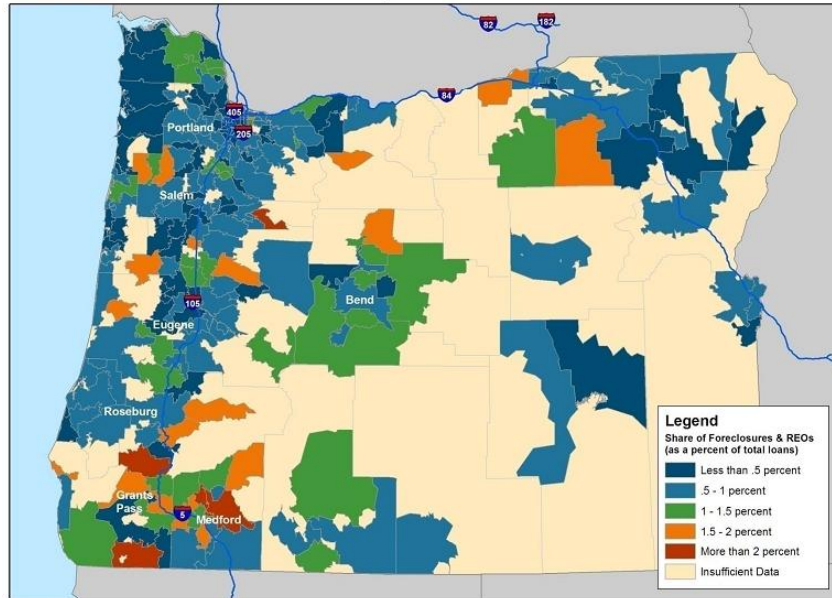 82
182
84
405
Portland
205
Salem
Bend
105
Eugene
Roseburg
Grants
Pass
5
Medford
Legend
Share of Foreclosures & REOs
(as a percent of total loans)
Less than .5 percent
.5 - 1 percent
1 - 1.5 percent
1.5 - 2 percent
More than 2 percent
Insufficient Data